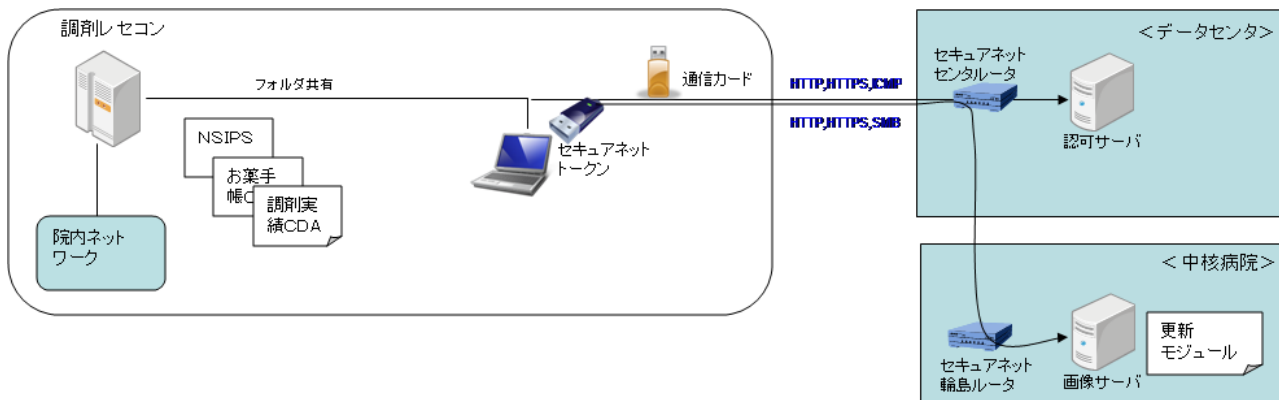 調剤レセコン
フォルダ共有
NSIPS
お薬手
帳C
調剤実
績CDA
院内ネット
ワーク
セキュアネット
トークン
通信カード
HTTP,HTTPS,ICMP
HTTP,HTTPS,SMB
＜データセンタ＞
セキュアネット
センタルータ
認可サーバ
＜中核病院＞
セキュアネット
輪島ルータ
画像サーバ
更新
モジュール